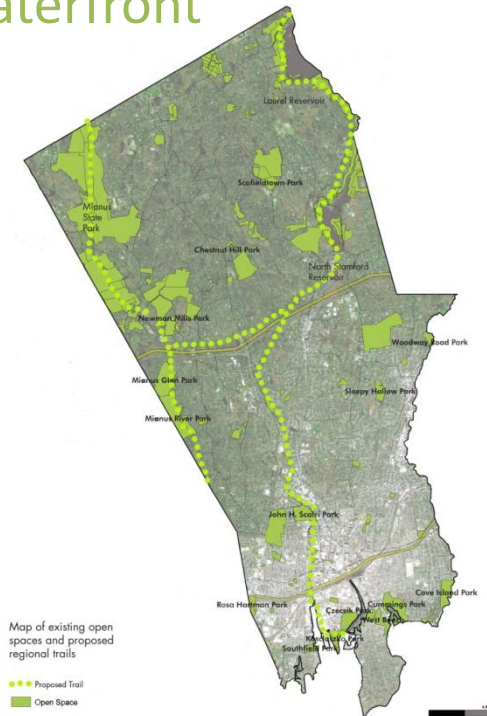 aterfront
Laurel Reservoir
Scofieldtown Park
Mianus
State
Park
Chestnut Hill Park
North Stamford
Reservoir
Newman Mills Park
Woodway Road Park
Mianus Glen Park
Sleepy Hollow Park
Mianus River Park
John H. Scalzi Park
Cove Island Park
Rosa Hartman Park
Cummings Park
Czecsik Park
West Beach
Kosciuszko Park
Southfield Park
Map of existing open
spaces and proposed
regional trails
Proposed Trail
Open Space